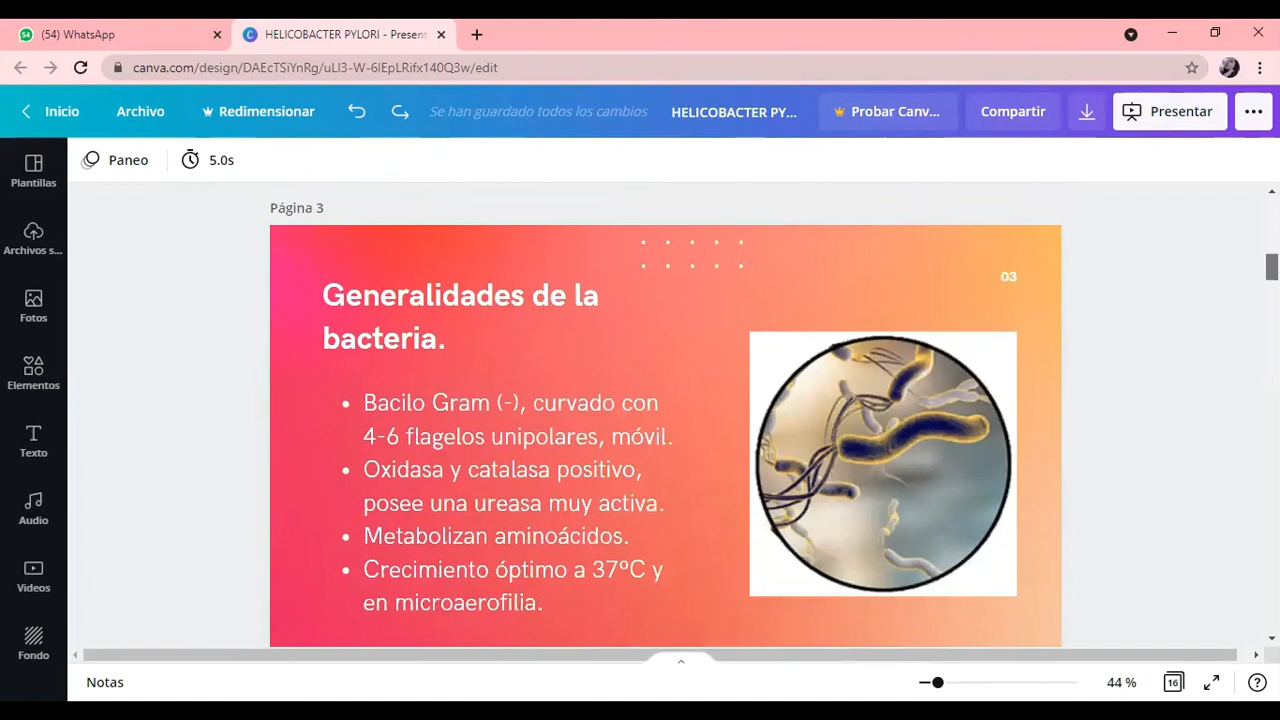 54
(54) WhatsApp
C
HELICOBACTER PYLORI - Present
canva.com/design/DAEcTSiYnRg/uLl3-W-6lEpLRifx140Q3w/edit
Inicio
Archivo
Redimensionar
Se han guardado todos los cambios
HELICOBACTER PY...
Probar Canv...
Compartir
Presentar
Plantillas
Archivos s...
Fotos
Elementos
Texto
Audio
Videos
Fondo
Paneo
5.0s
Página 3
03
Generalidades de la
bacteria.
• Bacilo Gram (-), curvado con
4-6 flagelos unipolares, móvil.
• Oxidasa y catalasa positivo,
posee una ureasa muy activa.
• Metabolizan aminoácidos.
• Crecimiento óptimo a 37ºC y
en microaerofilia.
Notas
44 %
16
?